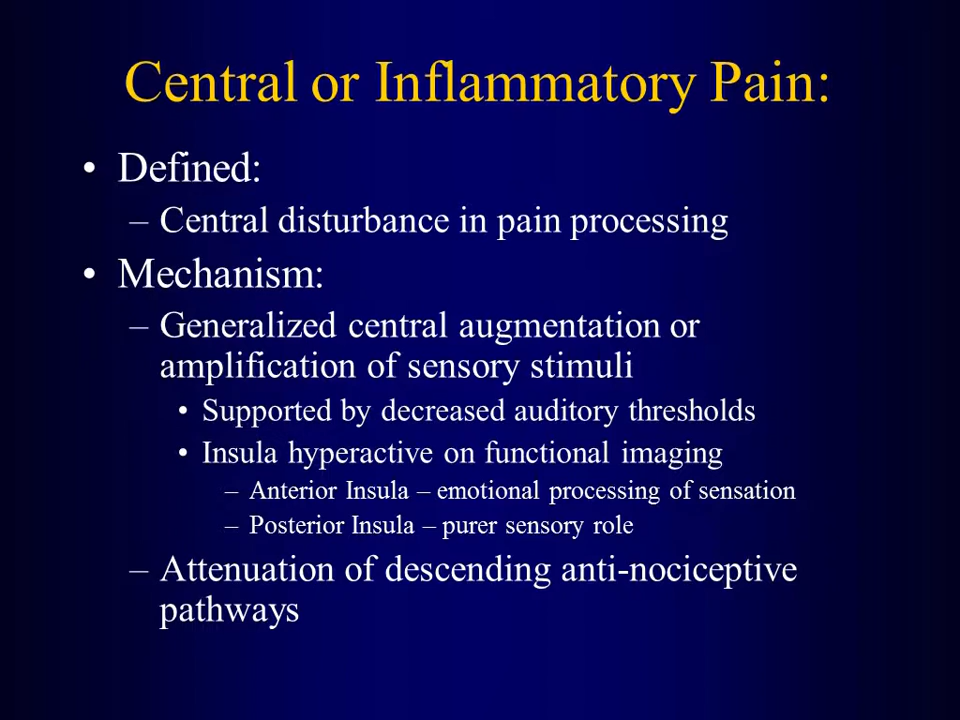 Central or Inflammatory Pain:
• Defined:
– Central disturbance in pain processing
• Mechanism:
– Generalized central augmentation or
amplification of sensory stimuli
• Supported by decreased auditory thresholds
• Insula hyperactive on functional imaging
– Anterior Insula – emotional processing of sensation
– Posterior Insula – purer sensory role
– Attenuation of descending anti-nociceptive
pathways